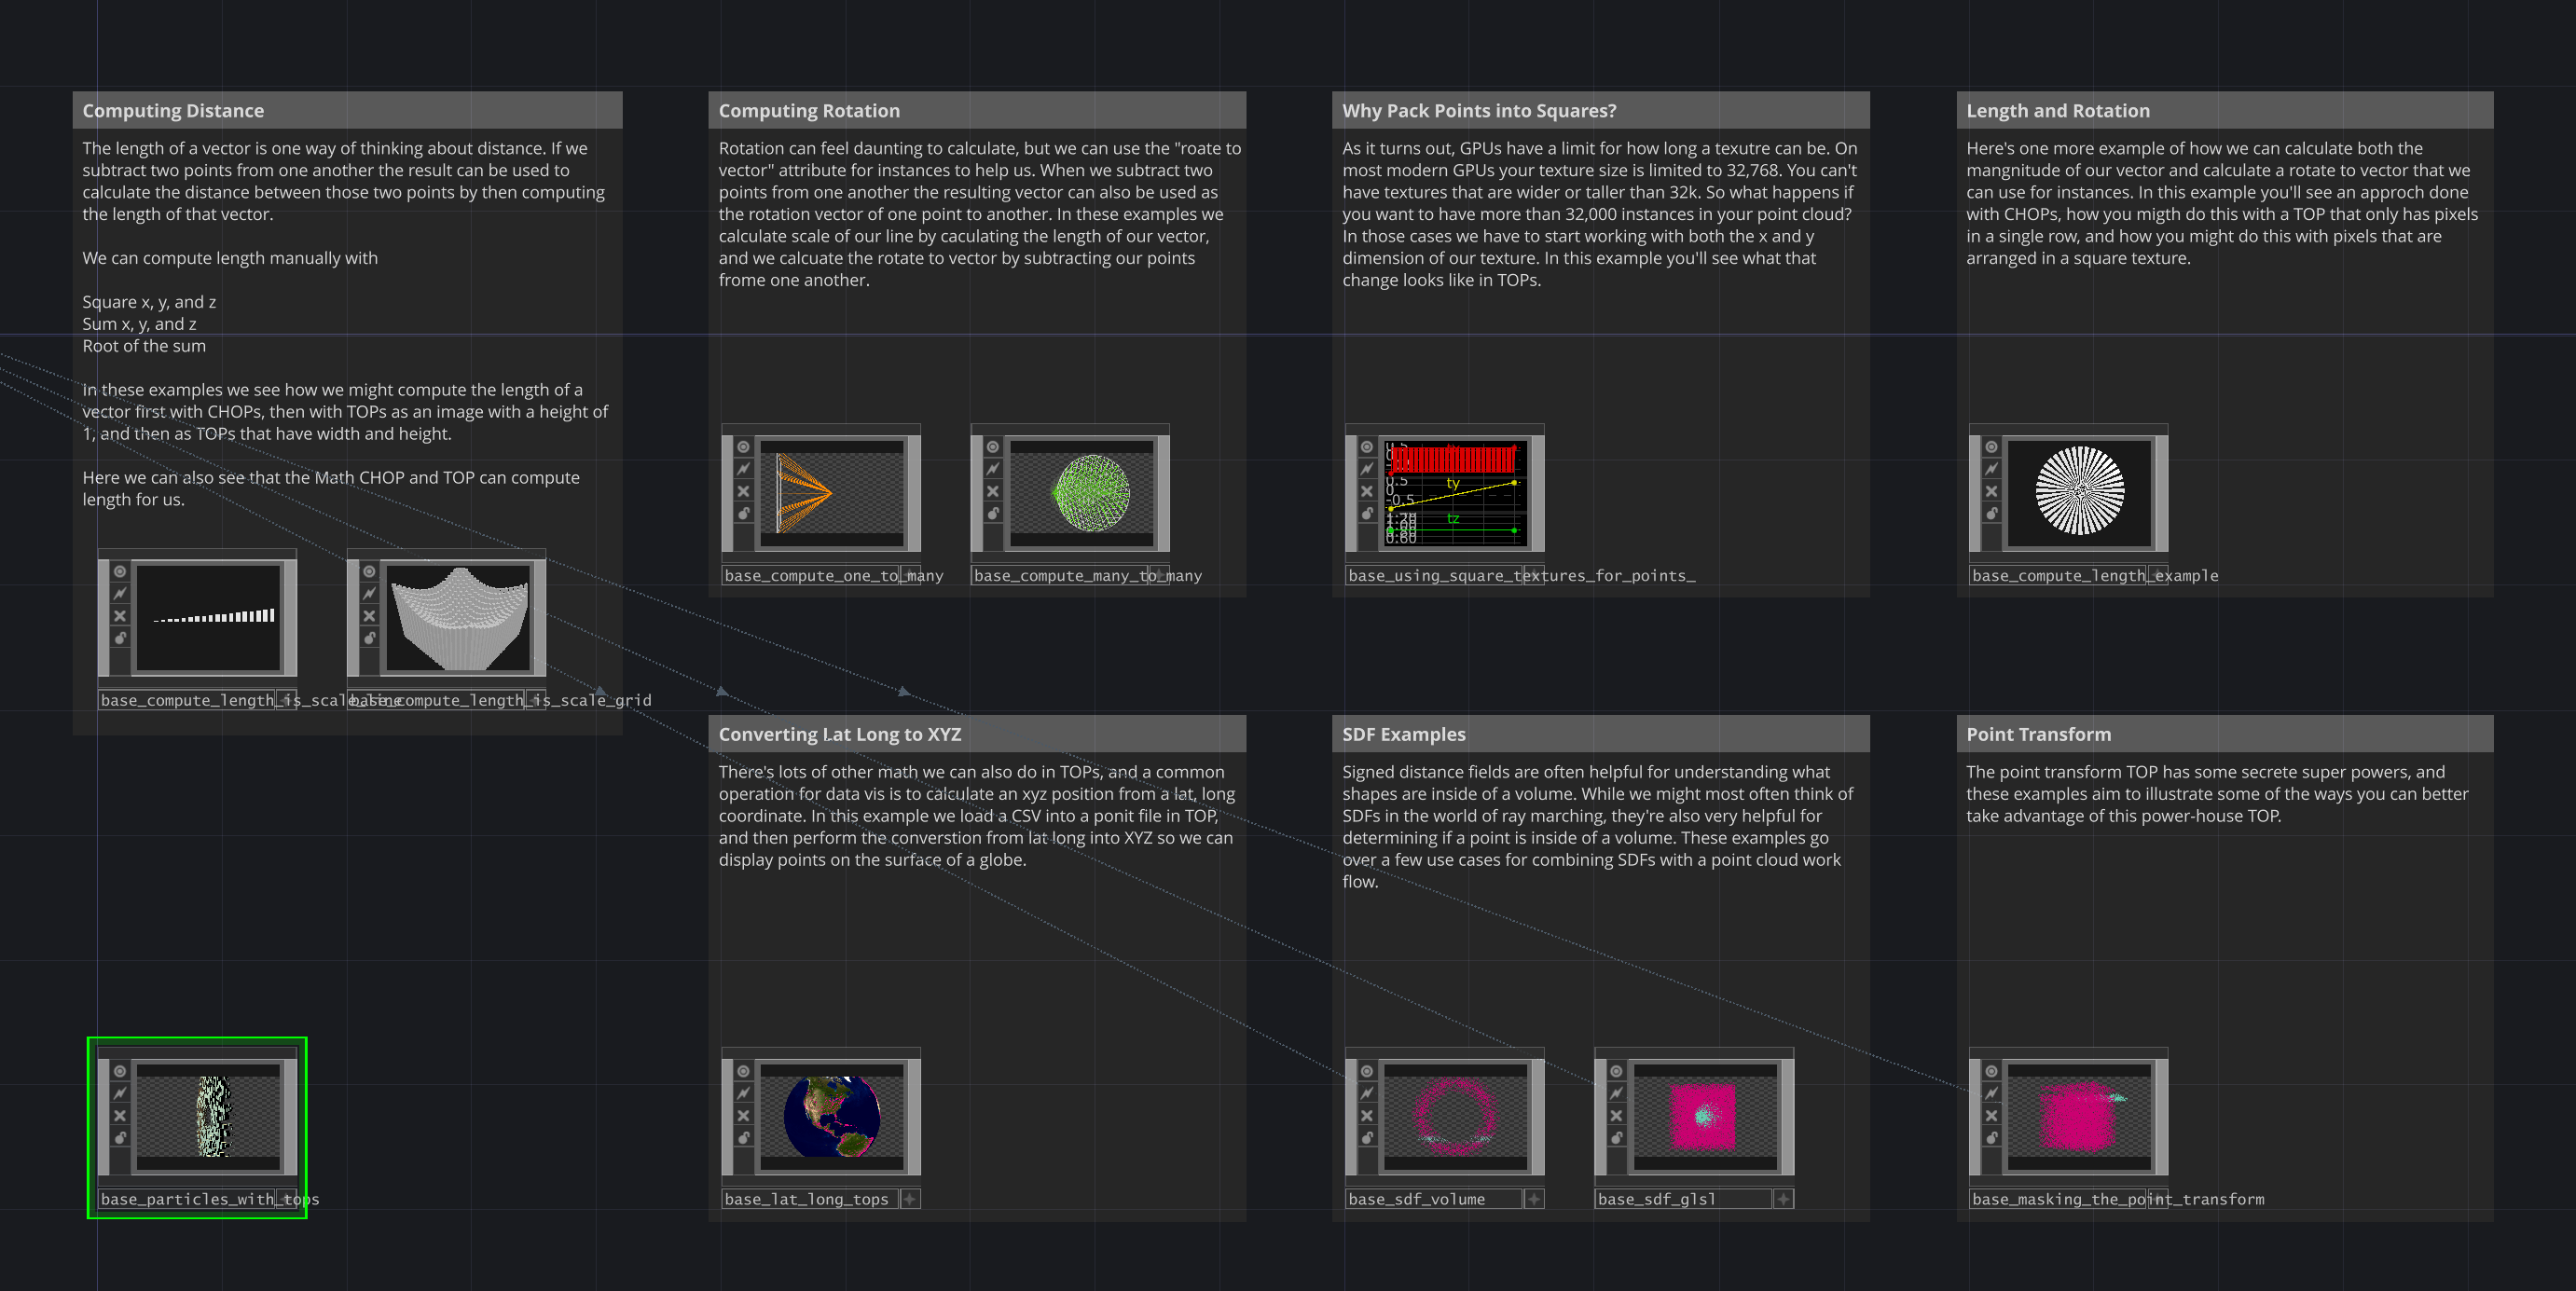 Computing Distance
The length of a vector is one way of thinking about distance. If we
subtract two points from one another the result can be used to
calculate the distance between those two points by then computing
the length of that vector.
We can compute length manually with
Square x, y, and z
Sum x, y, and z
Root of the sum
In these examples we see how we might compute the length of a
vector first with CHOPs, then with TOPs as an image with a height of
1, and then as TOPs that have width and height.
Here we can also see that the Math CHOP and TOP can compute
length for us.
base_compute_length_is_scale_line
base_compute_length_is_scale_grid
Computing Rotation
Rotation can feel daunting to calculate, but we can use the "roate to
vector" attribute for instances to help us. When we subtract two
points from one another the resulting vector can also be used as
the rotation vector of one point to another. In these examples we
calculate scale of our line by caculating the length of our vector,
and we calcuate the rotate to vector by subtracting our points
frome one another.
base_compute_one_to_many
base_compute_many_to_many
Why Pack Points into Squares?
As it turns out, GPUs have a limit for how long a texutre can be. On
most modern GPUs your texture size is limited to 32,768. You can't
have textures that are wider or taller than 32k. So what happens if
you want to have more than 32,000 instances in your point cloud?
In those cases we have to start working with both the x and y
dimension of our texture. In this example you'll see what that
change looks like in TOPs.
0.5
ty
-0.5
tz
0.60
base_using_square_textures_for_points_
Length and Rotation
Here's one more example of how we can calculate both the
mangnitude of our vector and calculate a rotate to vector that we
can use for instances. In this example you'll see an approch done
with CHOPs, how you migth do this with a TOP that only has pixels
in a single row, and how you might do this with pixels that are
arranged in a square texture.
base_compute_length_example
base_particles_with_tops
Converting Lat Long to XYZ
There's lots of other math we can also do in TOPs, and a common
operation for data vis is to calculate an xyz position from a lat, long
coordinate. In this example we load a CSV into a ponit file in TOP,
and then perform the converstion from lat long into XYZ so we can
display points on the surface of a globe.
base_lat_long_tops
SDF Examples
Signed distance fields are often helpful for understanding what
shapes are inside of a volume. While we might most often think of
SDFs in the world of ray marching, they're also very helpful for
determining if a point is inside of a volume. These examples go
over a few use cases for combining SDFs with a point cloud work
flow.
base_sdf_volume
base_sdf_glsl
Point Transform
The point transform TOP has some secrete super powers, and
these examples aim to illustrate some of the ways you can better
take advantage of this power-house TOP.
base_masking_the_point_transform